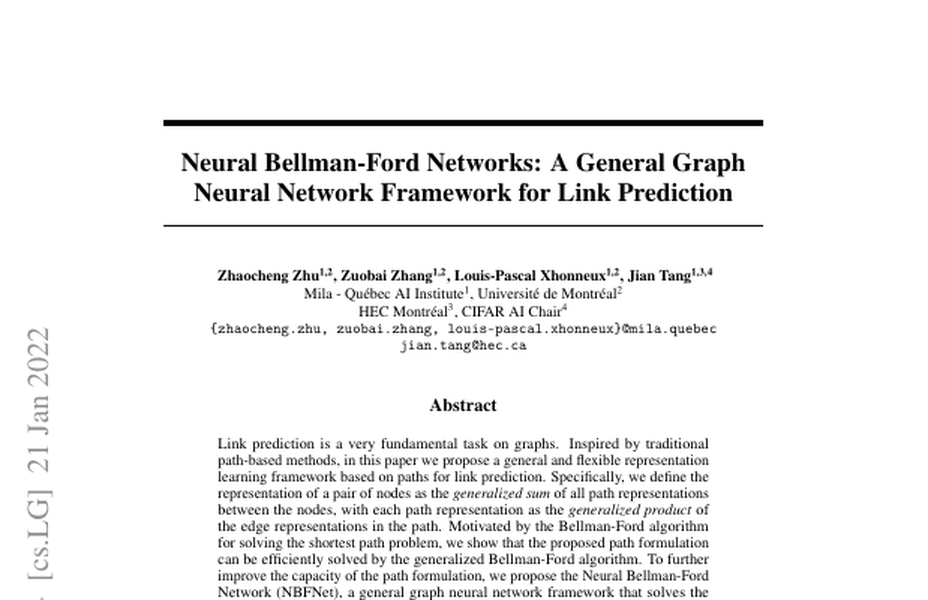 Neural Bellman-Ford Networks: A General Graph
Neural Network Framework for Link Prediction
Zhaocheng Zhu1,2, Zuobai Zhang1,2, Louis-Pascal Xhonneux1,2, Jian Tang1,3,4
Mila - Québec AI Institute1, Université de Montréal2
HEC Montréal3, CIFAR AI Chair4
{zhaocheng.zhu, zuobai.zhang, louis-pascal.xhonneux}@mila.quebec
jian.tang@hec.ca
Abstract
Link prediction is a very fundamental task on graphs. Inspired by traditional
path-based methods, in this paper we propose a general and flexible representation
learning framework based on paths for link prediction. Specifically, we define the
representation of a pair of nodes as the generalized sum of all path representations
between the nodes, with each path representation as the generalized product of
the edge representations in the path. Motivated by the Bellman-Ford algorithm
for solving the shortest path problem, we show that the proposed path formulation
can be efficiently solved by the generalized Bellman-Ford algorithm. To further
improve the capacity of the path formulation, we propose the Neural Bellman-Ford
Network (NBFNet), a general graph neural network framework that solves the
[cs.LG] 21 Jan 2022